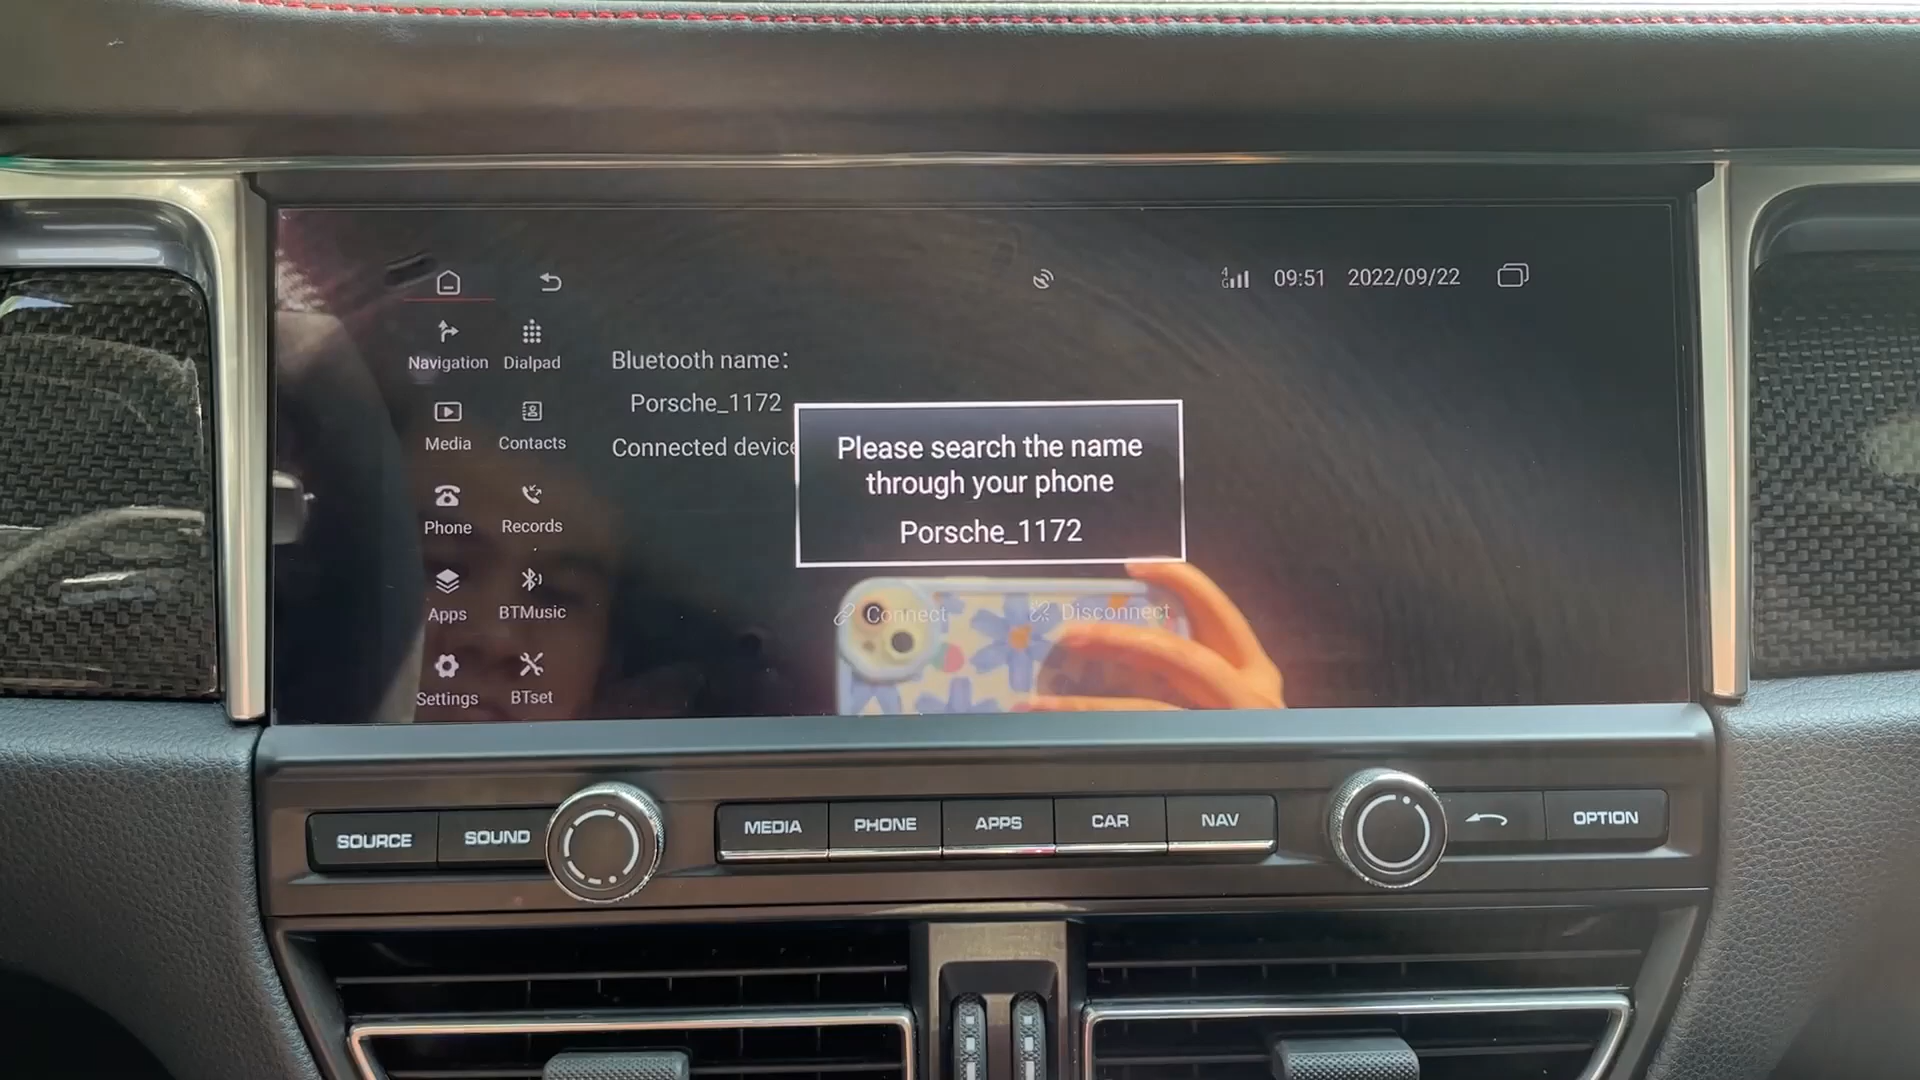 4G 09:51 2022/09/22
Navigation Dialpad
Bluetooth name:
Porsche_1172
Media Contacts
Connected device
Please search the name
through your phone
Porsche_1172
Phone Records
Apps BTMusic
Connect Disconnect
Settings BTset
SOURCE SOUND MEDIA PHONE APPS CAR NAV OPTION